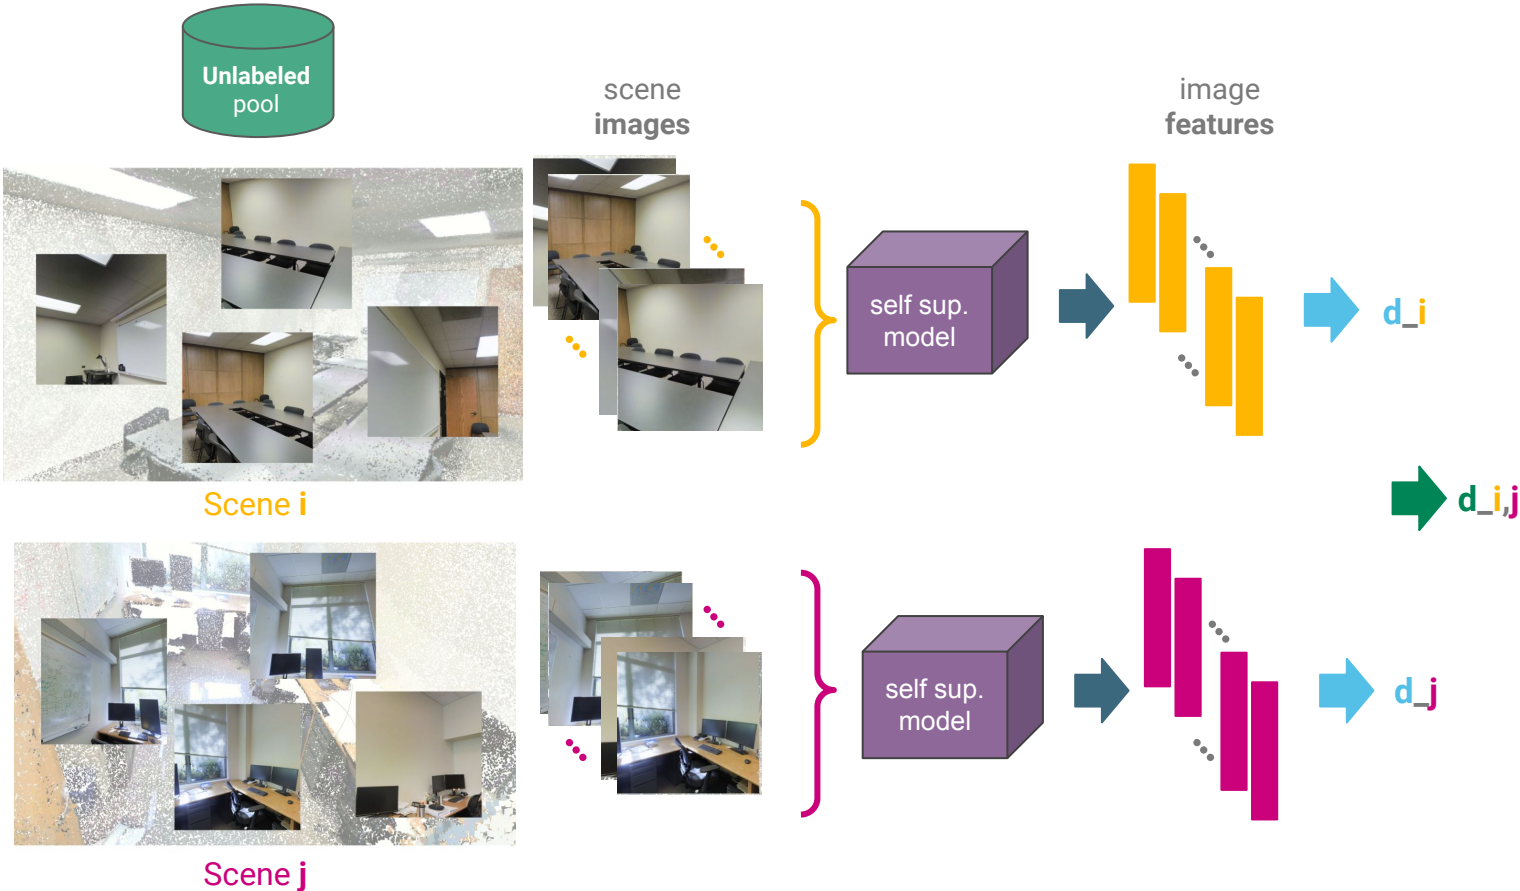 Unlabeled
pool
scene
images
image
features
self sup.
model
d_i
Scene i
d_i,j
self sup.
model
d_j
Scene j